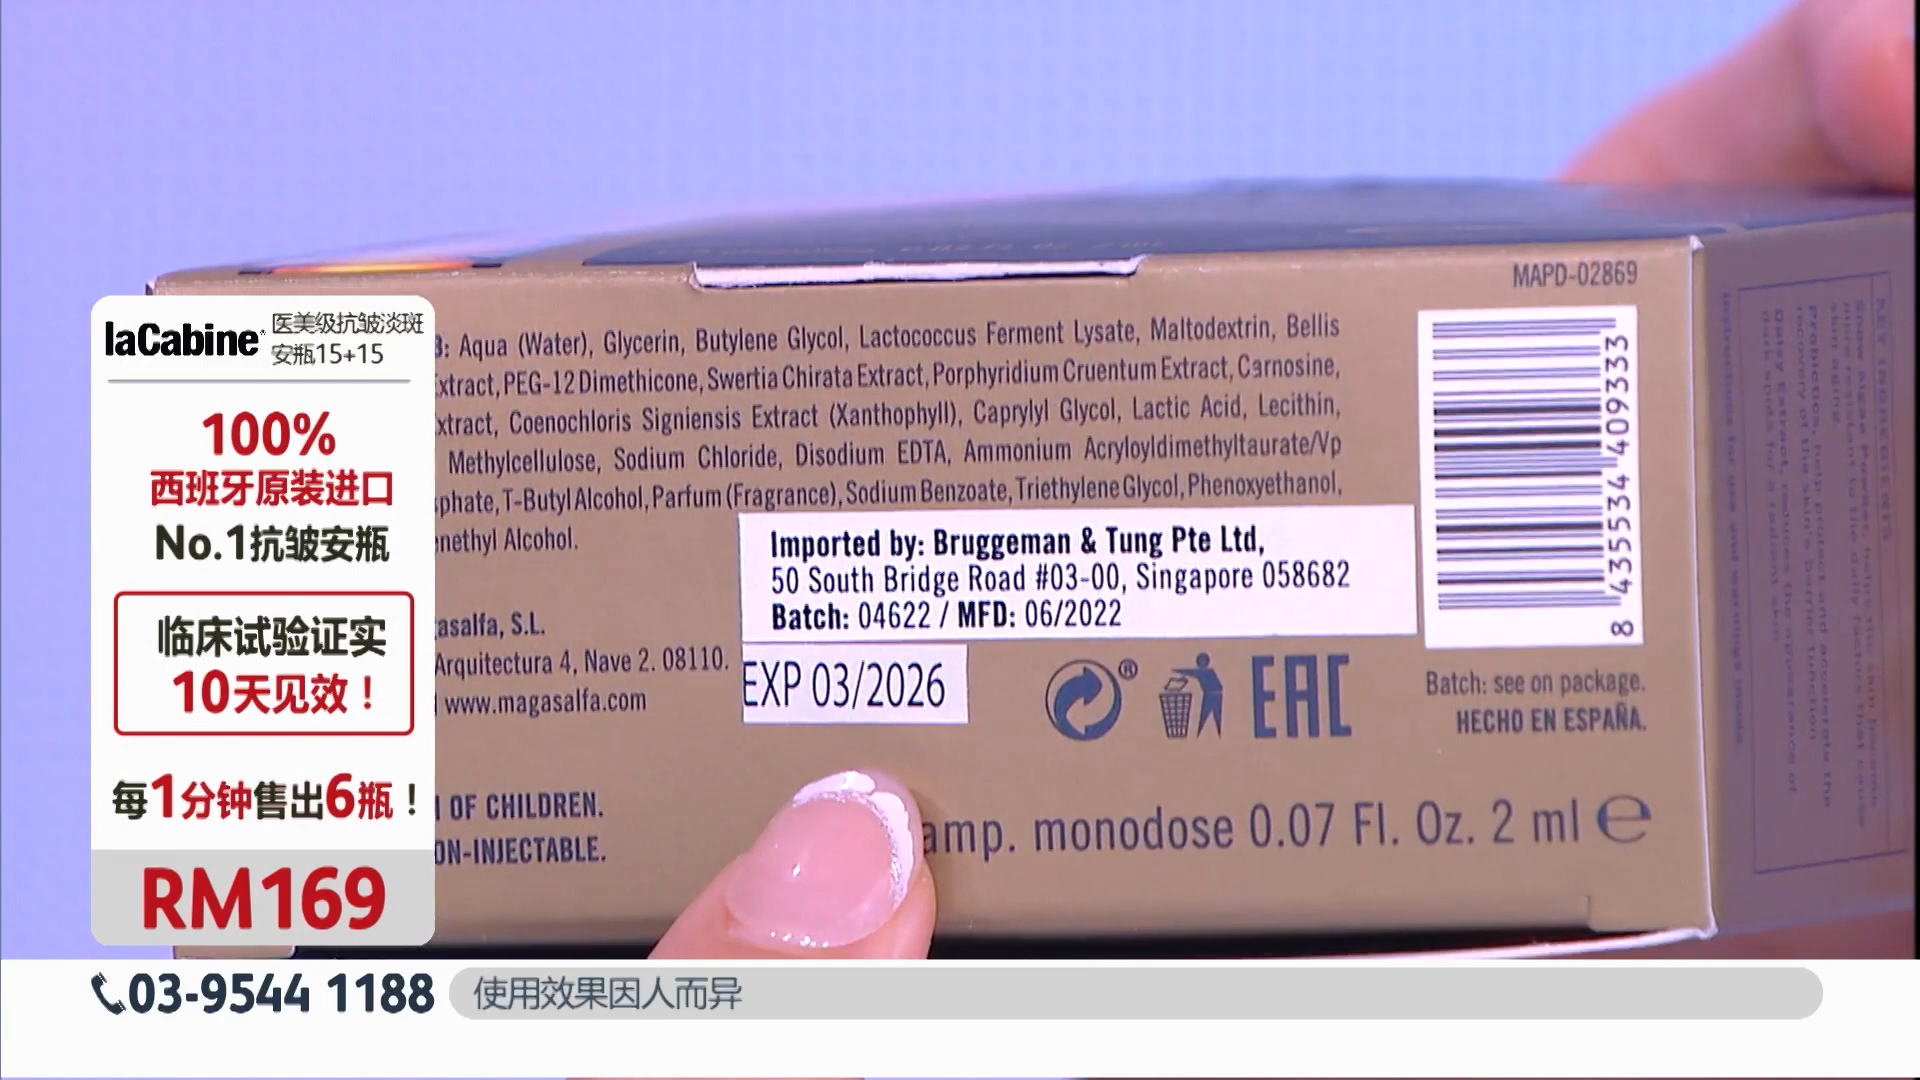 laCabine
医美级抗皱淡斑
安瓶15+15
100%
西班牙原装进口
No.1抗皱安瓶
临床试验证实
10天见效！
每1分钟售出6瓶！
RM169
03-9544 1188
使用效果因人而异
MAPD-02869
: Aqua (Water), Glycerin, Butylene Glycol, Lactococcus Ferment Lysate, Maltodextrin, Bellis
xtract, PEG-12 Dimethicone, Swertia Chirata Extract, Porphyridium Cruentum Extract, Carnosine,
xtract, Coenochloris Signiensis Extract (Xanthophyll), Caprylyl Glycol, Lactic Acid, Lecithin,
Methylcellulose, Sodium Chloride, Disodium EDTA, Ammonium Acryloyldimethyltaurate/Vp
phate, T-Butyl Alcohol, Parfum (Fragrance), Sodium Benzoate, Triethylene Glycol, Phenoxyethanol,
nethyl Alcohol.
Imported by: Bruggeman & Tung Pte Ltd,
50 South Bridge Road #03-00, Singapore 058682
Batch: 04622 / MFD: 06/2022
EXP 03/2026
asalfa, S.L.
Arquitectura 4, Nave 2. 08110.
www.magasalfa.com
8 435534 409333
EAC
Batch: see on package.
HECHO EN ESPAÑA.
OF CHILDREN.
ON-INJECTABLE.
amp. monodose 0.07 Fl. Oz. 2 ml e